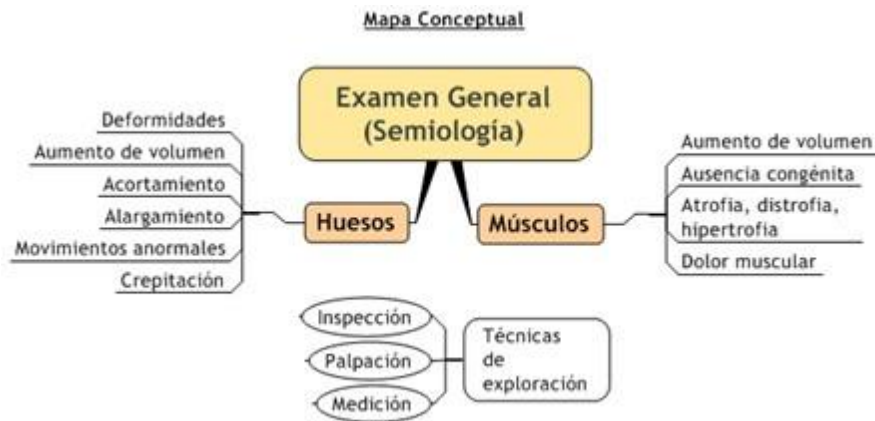 Mapa Conceptual
Examen General
(Semiología)
Deformidades
Aumento de volumen
Acortamiento
Alargamiento
Movimientos anormales
Crepitación
Huesos
Músculos
Aumento de volumen
Ausencia congénita
Atrofia, distrofia,
hipertrofia
Dolor muscular
Inspección
Palpación
Medición
Técnicas
de
exploración